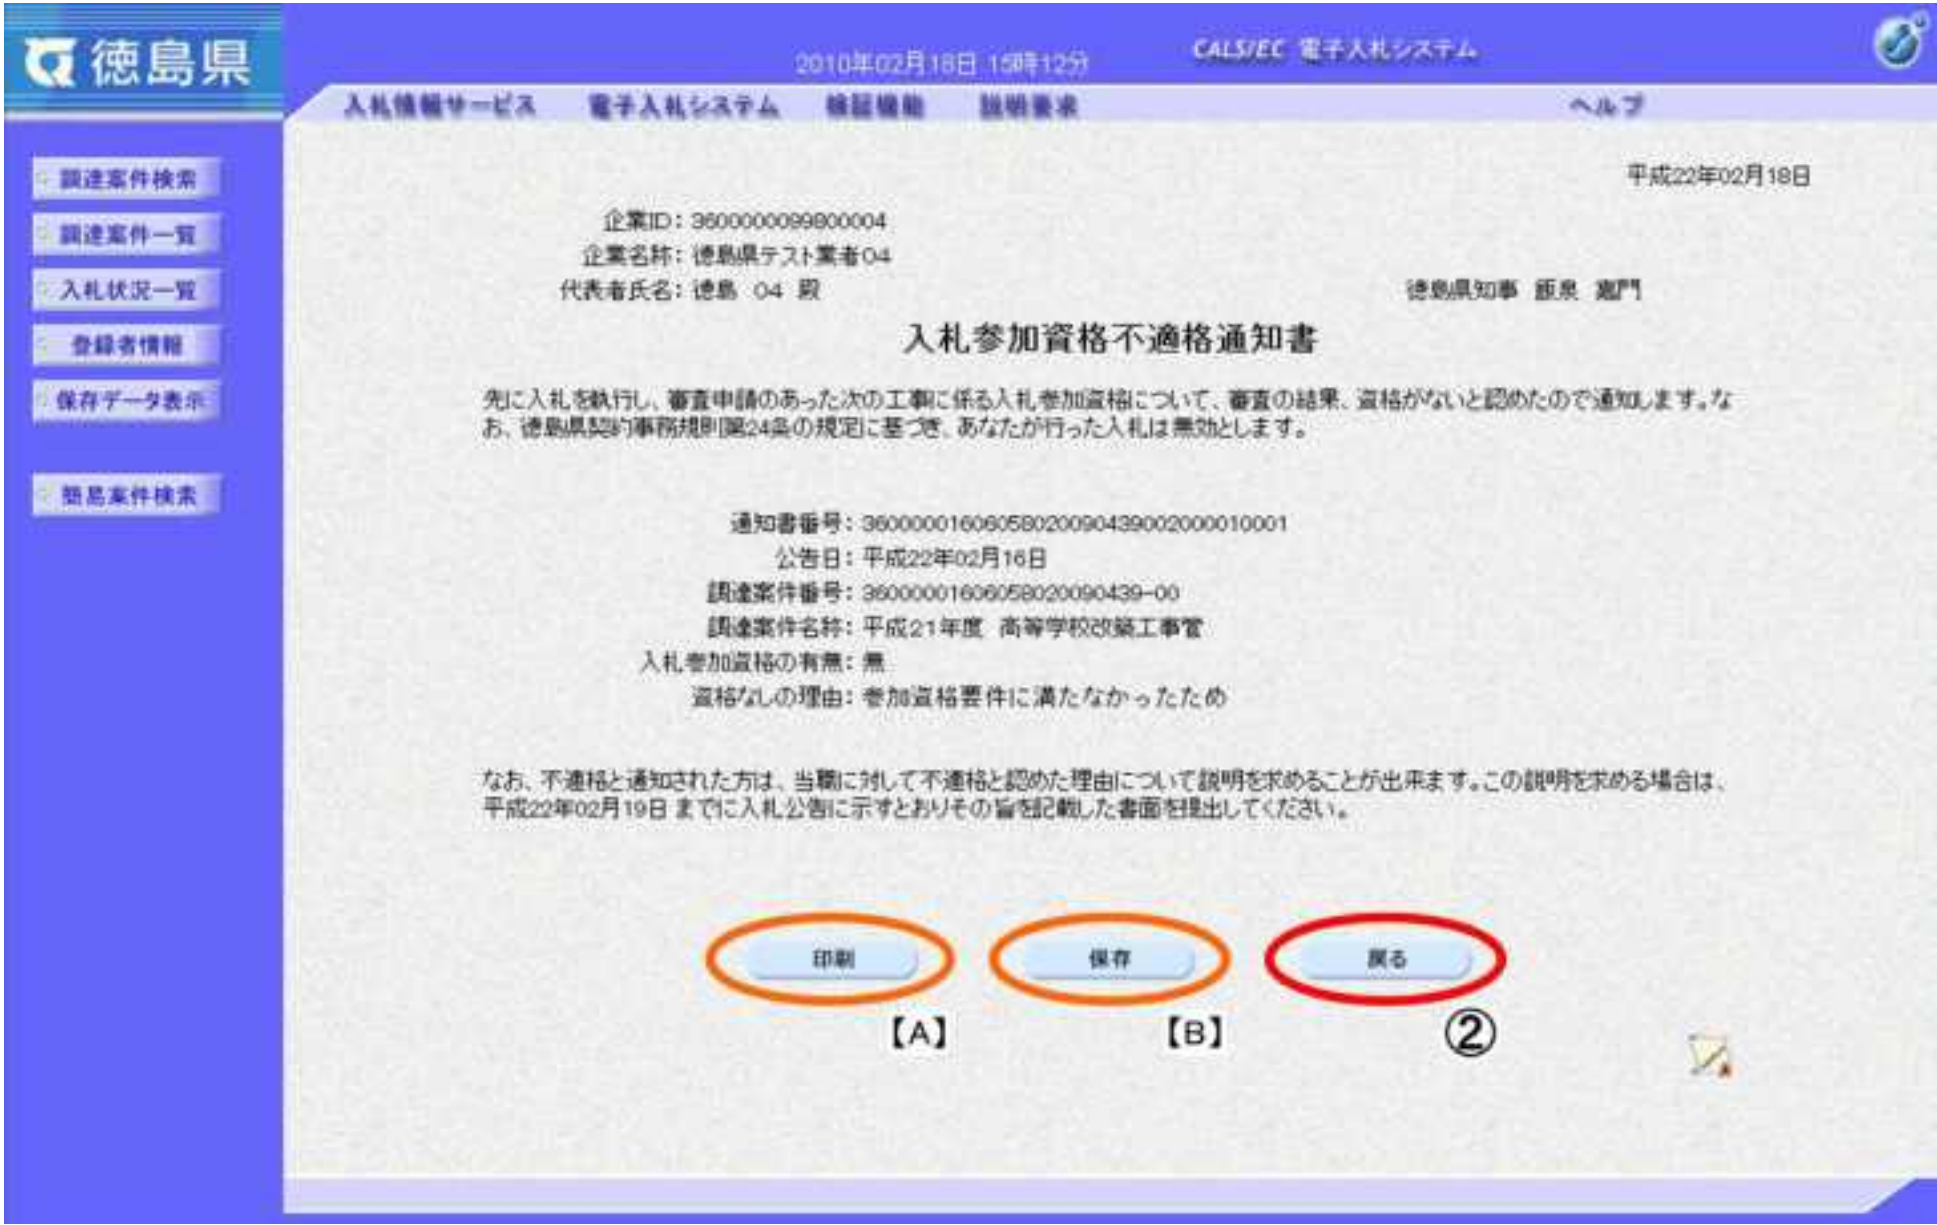 徳島県
2010年02月18日 15時12分
CALS/EC 電子入札システム
入札情報サービス 電子入札システム 検証機能 説明要求 ヘルプ
調達案件検索
調達案件一覧
入札状況一覧
登録者情報
保存データ表示
簡易案件検索
平成22年02月18日
企業ID：3600000099800004
企業名称：徳島県テスト業者04
代表者氏名：徳島 04 殿
徳島県知事 飯泉 嘉門
入札参加資格不適格通知書
先に入札を執行し、審査申請のあった次の工事に係る入札参加資格について、審査の結果、資格がないと認めたので通知します。な
お、徳島県契約事務規則第24条の規定に基づき、あなたが行った入札は無効とします。
通知書番号：36000001606058020090439002000010001
公告日：平成22年02月16日
調達案件番号：3600000160605802009​0439-00
調達案件名称：平成21年度 高等学校改築工事管
入札参加資格の有無：無
資格なしの理由：参加資格要件に満たなかったため
なお、不適格と通知された方は、当職に対して不適格と認めた理由について説明を求めることが出来ます。この説明を求める場合は、
平成22年02月19日 までに入札公告に示すとおりその旨を記載した書面を提出してください。
印刷 保存 戻る
【A】 【B】 ②